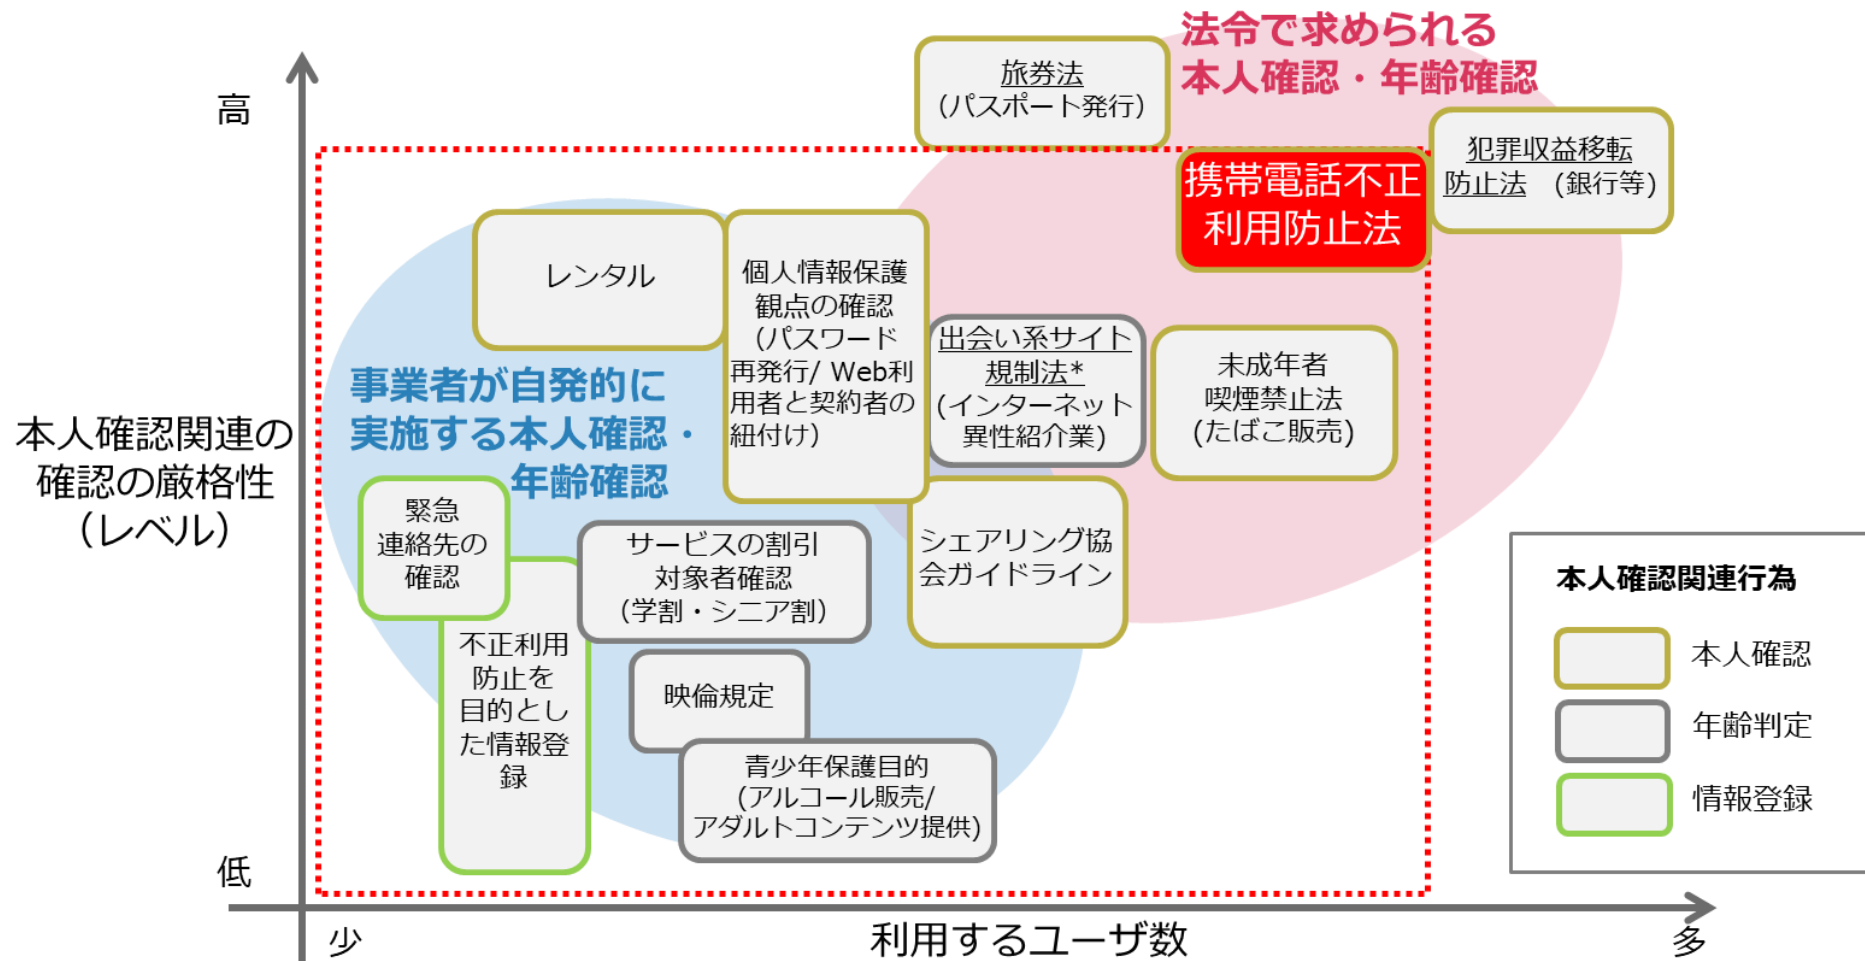 法令で求められる
本人確認・年齢確認
高
旅券法
(パスポート発行)
犯罪収益移転
防止法 (銀行等)
携帯電話不正
利用防止法
レンタル
個人情報保護
観点の確認
(パスワード
再発行/ Web利
用者と契約者の
紐付け)
出会い系サイト
規制法*
(インターネット
異性紹介業)
未成年者
喫煙禁止法
(たばこ販売)
事業者が自発的に
実施する本人確認・
年齢確認
本人確認関連の
確認の厳格性
(レベル)
緊急
連絡先の
確認
サービスの割引
対象者確認
(学割・シニア割)
シェアリング協
会ガイドライン
不正利用
防止を
目的とし
た情報登
録
映倫規定
青少年保護目的
(アルコール販売/
アダルトコンテンツ提供)
本人確認関連行為
本人確認
年齢判定
情報登録
低
少
利用するユーザ数
多